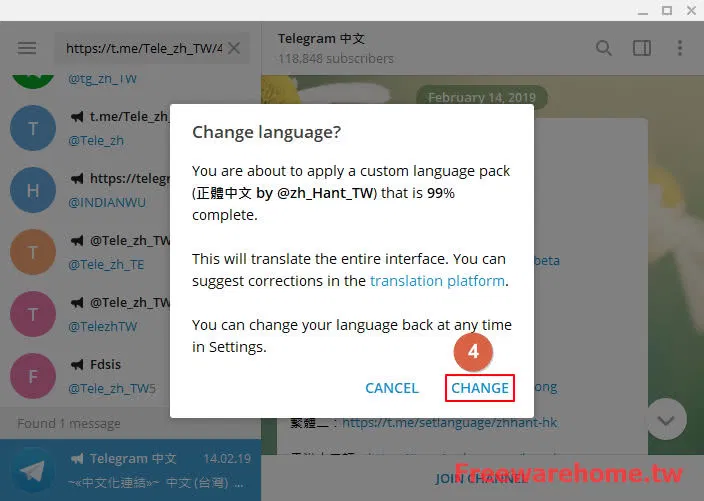 https://t.me/Tele_zh_TW/4
Telegram 中文
118,848 subscribers
@tg_zh_TW
February 14, 2019
T
t.me/Tele_zh_
@Tele_zh
H
https://telegr
@INDIANWU
T
@Tele_zh_TW
@Tele_zh_TE
T
@Tele_zh_TW
@TelezhTW
F
Fdsis
@Tele_zh_TW5
Found 1 message
Telegram 中文
14.02.19
~«中文化連結»~ 中文(台灣) ...
Change language?
You are about to apply a custom language pack
(正體中文 by @zh_Hant_TW) that is 99%
complete.
This will translate the entire interface. You can
suggest corrections in the translation platform.
You can change your language back at any time
in Settings.
4
CANCEL
CHANGE
beta
ong
繁體二：https://t.me/setlanguage/zhhant-hk
JOIN CHANNEL
Freewarehome.tw